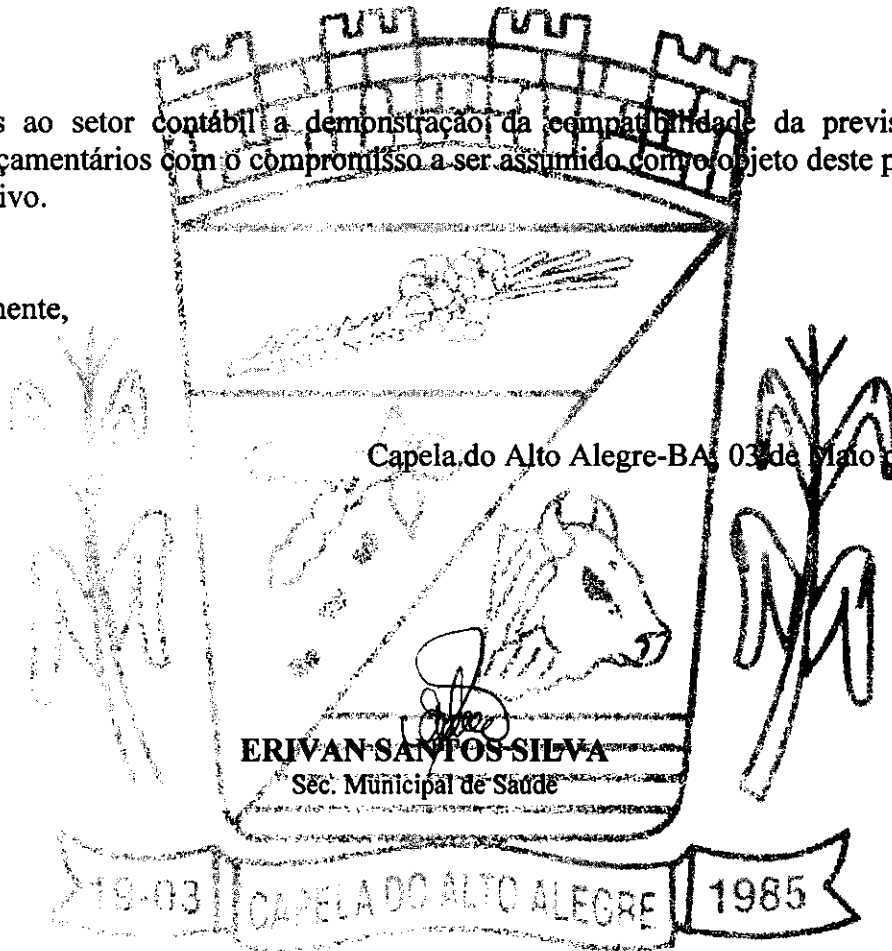 s ao setor contábil a demonstração da compatibilidade da previs
çamentários com o compromisso a ser assumido com o objeto deste p
ivo.
nente,
Capela do Alto Alegre-BA, 03 de Maio d
ERIVAN SANTOS SILVA
Sec. Municipal de Saúde
19-03 CAPELA DO ALTO ALEGRE 1985